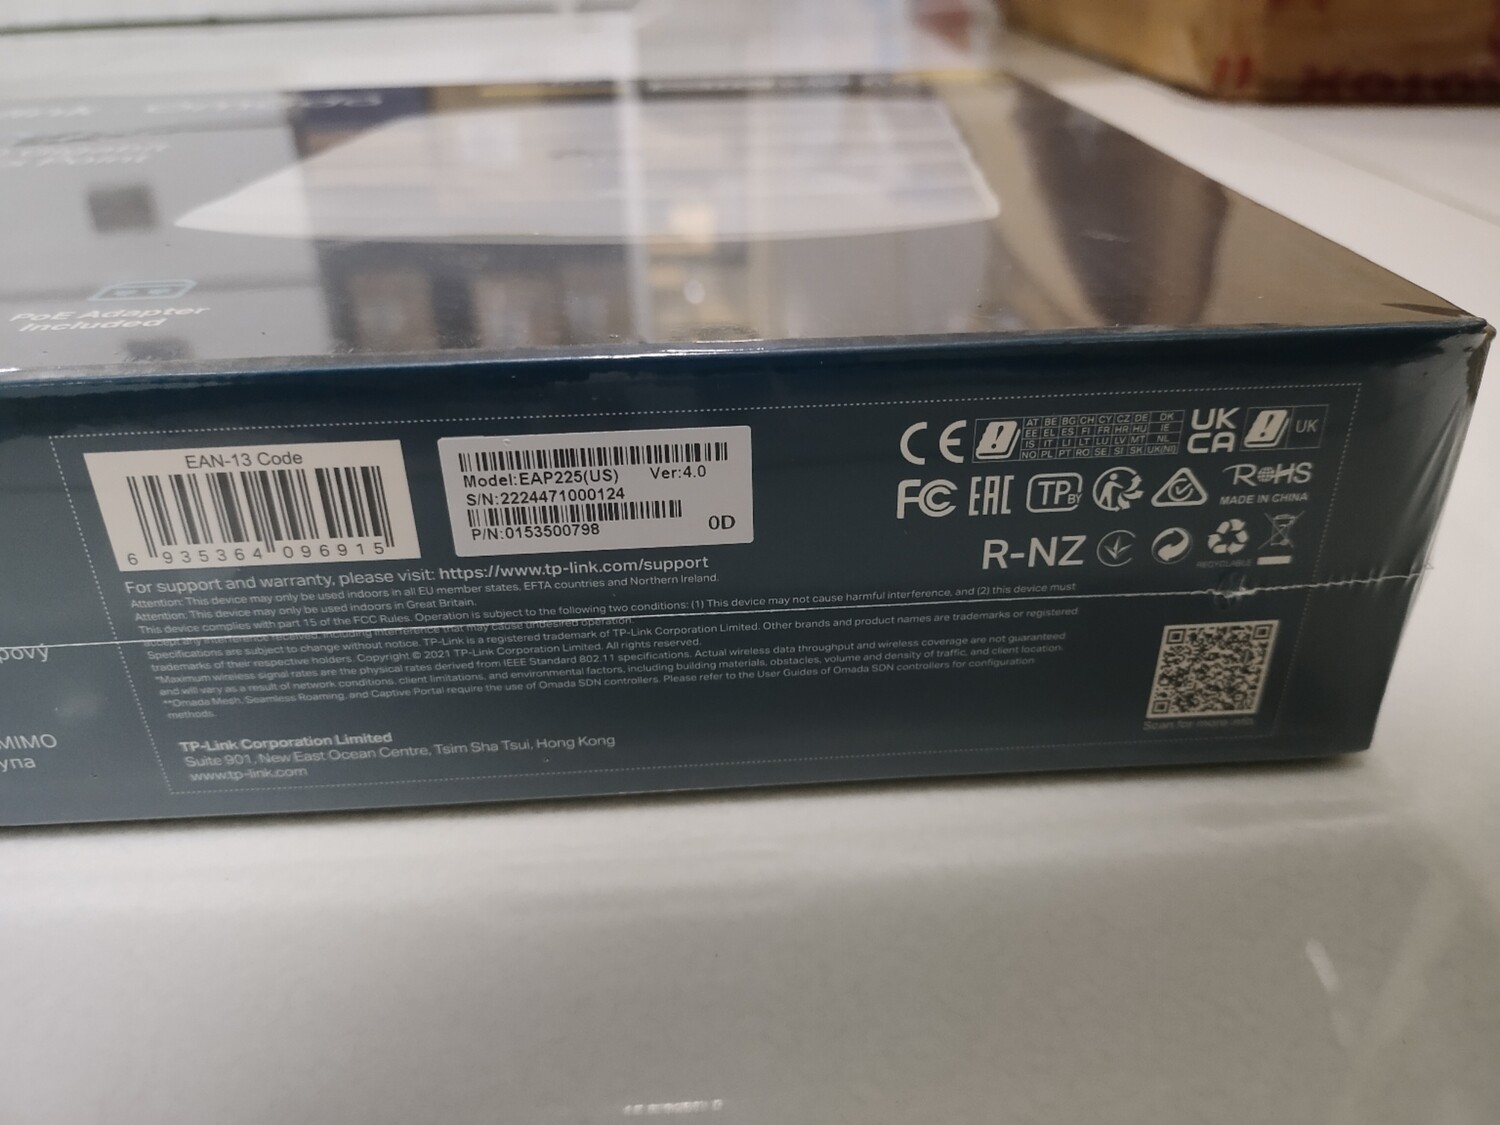 PoE Adapter
Included
EAN-13 Code
6 935364 096915
Model:EAP225(US) Ver:4.0
S/N:2224471000124
P/N:0153500798 0D
CE
AT BE BG CH CY CZ DE DK
EE EL ES FI FR HR HU IE
IS IT LI LT LU LV MT NL
NO PL PT RO SE SI SK UK(NI)
UK
CA
UK
FC EAC TP BY RoHS
MADE IN CHINA
R-NZ
RECYCLABLE
For support and warranty, please visit: https://www.tp-link.com/support
Attention: This device may only be used indoors in all EU member states, EFTA countries and Northern Ireland.
Attention: This device may only be used indoors in Great Britain.
This device complies with part 15 of the FCC Rules. Operation is subject to the following two conditions: (1) This device may not cause harmful interference, and (2) this device must
accept any interference received, including interference that may cause undesired operation.
Specifications are subject to change without notice. TP-Link is a registered trademark of TP-Link Corporation Limited. Other brands and product names are trademarks or registered
trademarks of their respective holders. Copyright © 2021 TP-Link Corporation Limited. All rights reserved.
*Maximum wireless signal rates are the physical rates derived from IEEE Standard 802.11 specifications. Actual wireless data throughput and wireless coverage are not guaranteed
and will vary as a result of network conditions, client limitations, and environmental factors, including building materials, obstacles, volume and density of traffic, and client location.
**Omada Mesh, Seamless Roaming, and Captive Portal require the use of Omada SDN controllers. Please refer to the User Guides of Omada SDN controllers for configuration
methods.
TP-Link Corporation Limited
Suite 901, New East Ocean Centre, Tsim Sha Tsui, Hong Kong
www.tp-link.com
Scan for more info.
MIMO